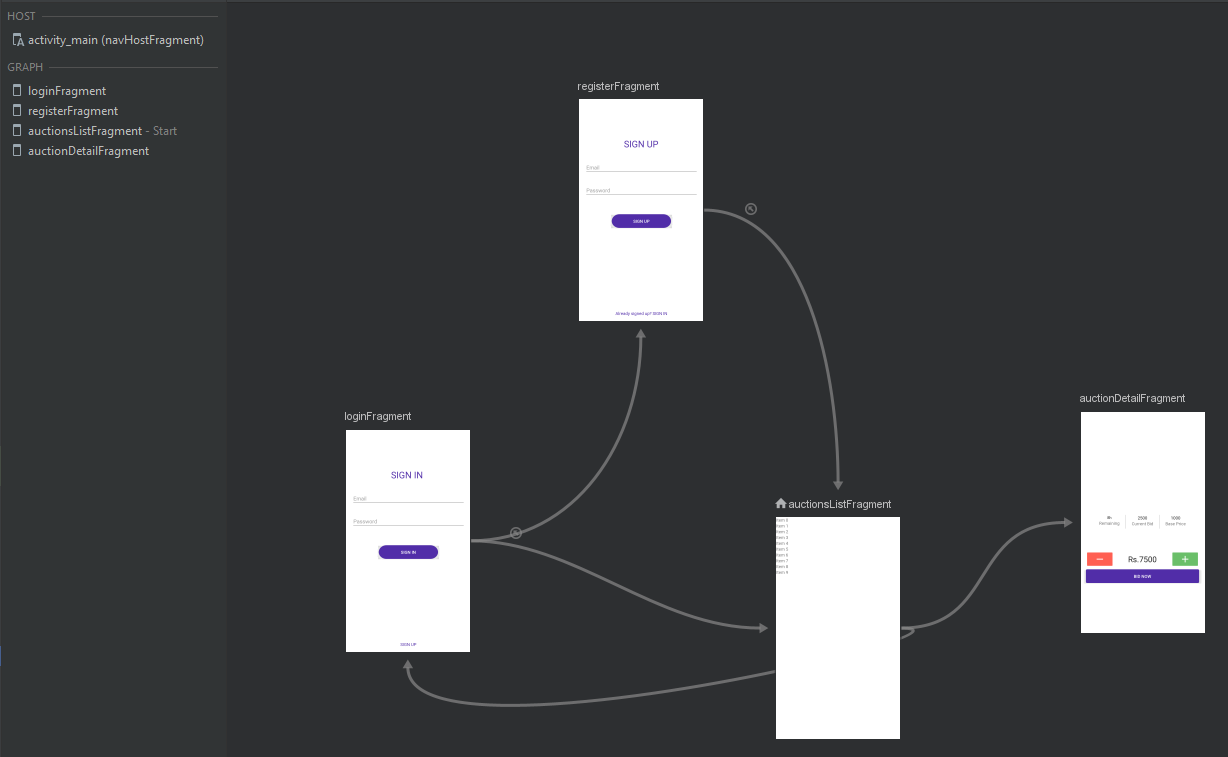 HOST
activity_main (navHostFragment)
GRAPH
loginFragment
registerFragment
auctionsListFragment - Start
auctionDetailFragment
registerFragment
SIGN UP
Email
Password
SIGN UP
Already signed up? SIGN IN
loginFragment
SIGN IN
Email
Password
SIGN IN
SIGN UP
auctionsListFragment
Item 0
Item 1
Item 2
Item 3
Item 4
Item 5
Item 6
Item 7
Item 8
Item 9
auctionDetailFragment
2500 1000
Remaining Current Bid Base Price
− Rs.7500 +
BID NOW